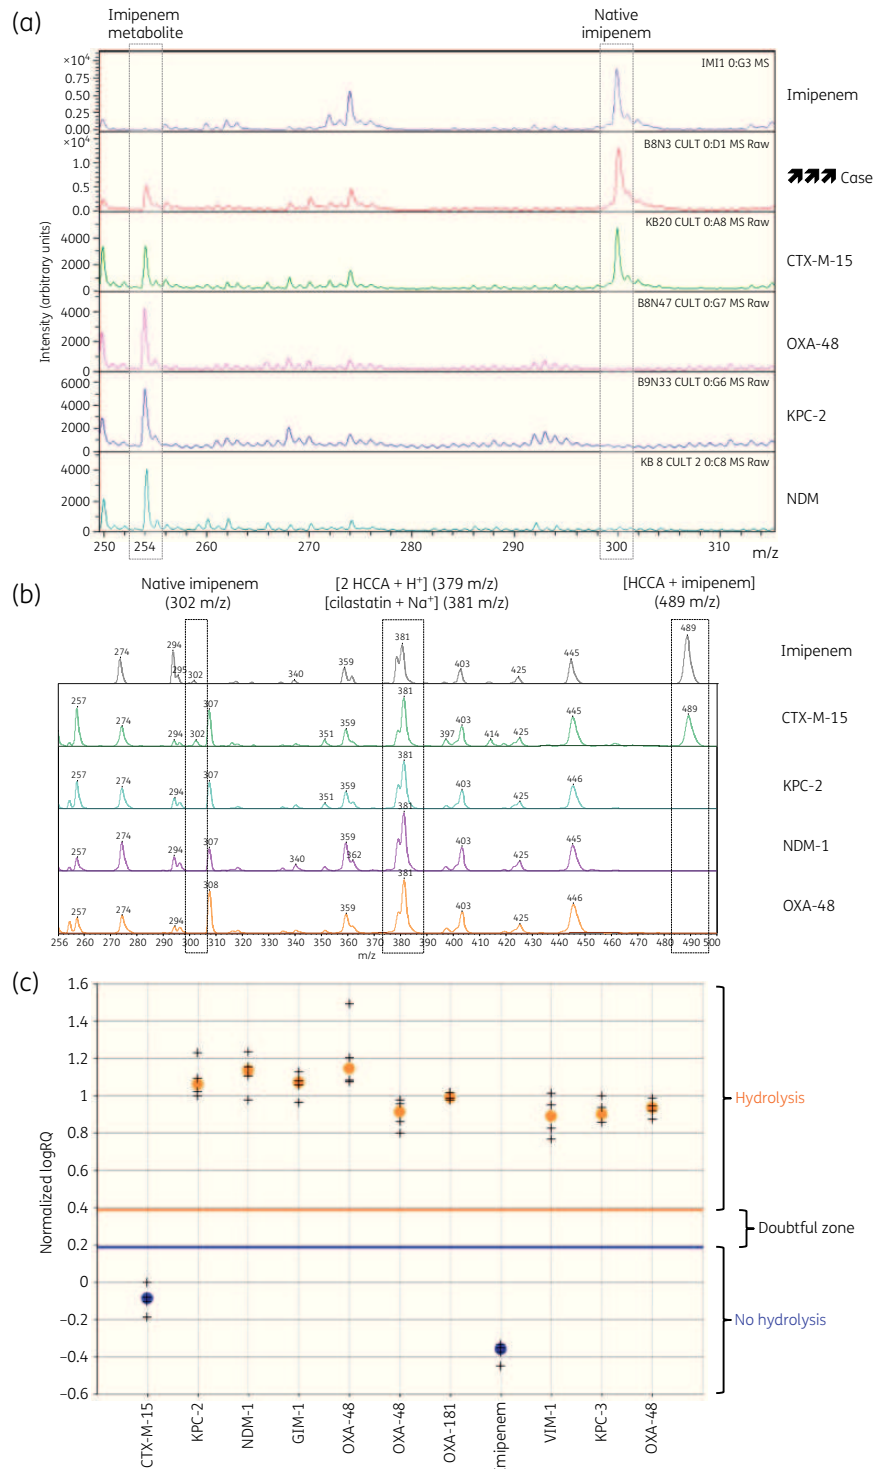 (a)
Imipenem
metabolite
Native
imipenem
×10⁴
0.75
0.50
0.25
0.00
IMI1 0:G3 MS
Imipenem
×10⁴
1.0
0.5
0.0
B8N3 CULT 0:D1 MS Raw
Case
4000
2000
0
KB20 CULT 0:A8 MS Raw
CTX-M-15
4000
2000
0
B8N47 CULT 0:G7 MS Raw
OXA-48
6000
4000
2000
0
B9N33 CULT 0:G6 MS Raw
KPC-2
4000
2000
0
KB 8 CULT 2 0:C8 MS Raw
NDM
Intensity (arbitrary units)
250 254 260 270 280 290 300 310 m/z
(b)
Native imipenem
(302 m/z)
[2 HCCA + H⁺] (379 m/z)
[cilastatin + Na⁺] (381 m/z)
[HCCA + imipenem]
(489 m/z)
274 294 295 302 340 359 381 403 425 445 489
Imipenem
257 274 294 302 307 351 359 381 397 403 414 425 445 489
CTX-M-15
257 274 294 307 351 359 381 403 425 446
KPC-2
257 274 294 307 340 359 362 381 403 425 445
NDM-1
257 274 294 308 359 381 403 425 446
OXA-48
256 260 270 280 290 300 310 320 330 340 350 360 370 380 390 400 410 420 430 440 450 460 470 480 490 500
m/z
(c)
1.6
1.4
1.2
1
0.8
0.6
0.4
0.2
0
−0.2
−0.4
−0.6
Normalized logRQ
Hydrolysis
Doubtful zone
No hydrolysis
CTX-M-15
KPC-2
NDM-1
GIM-1
OXA-48
OXA-48
OXA-181
Imipenem
VIM-1
KPC-3
OXA-48